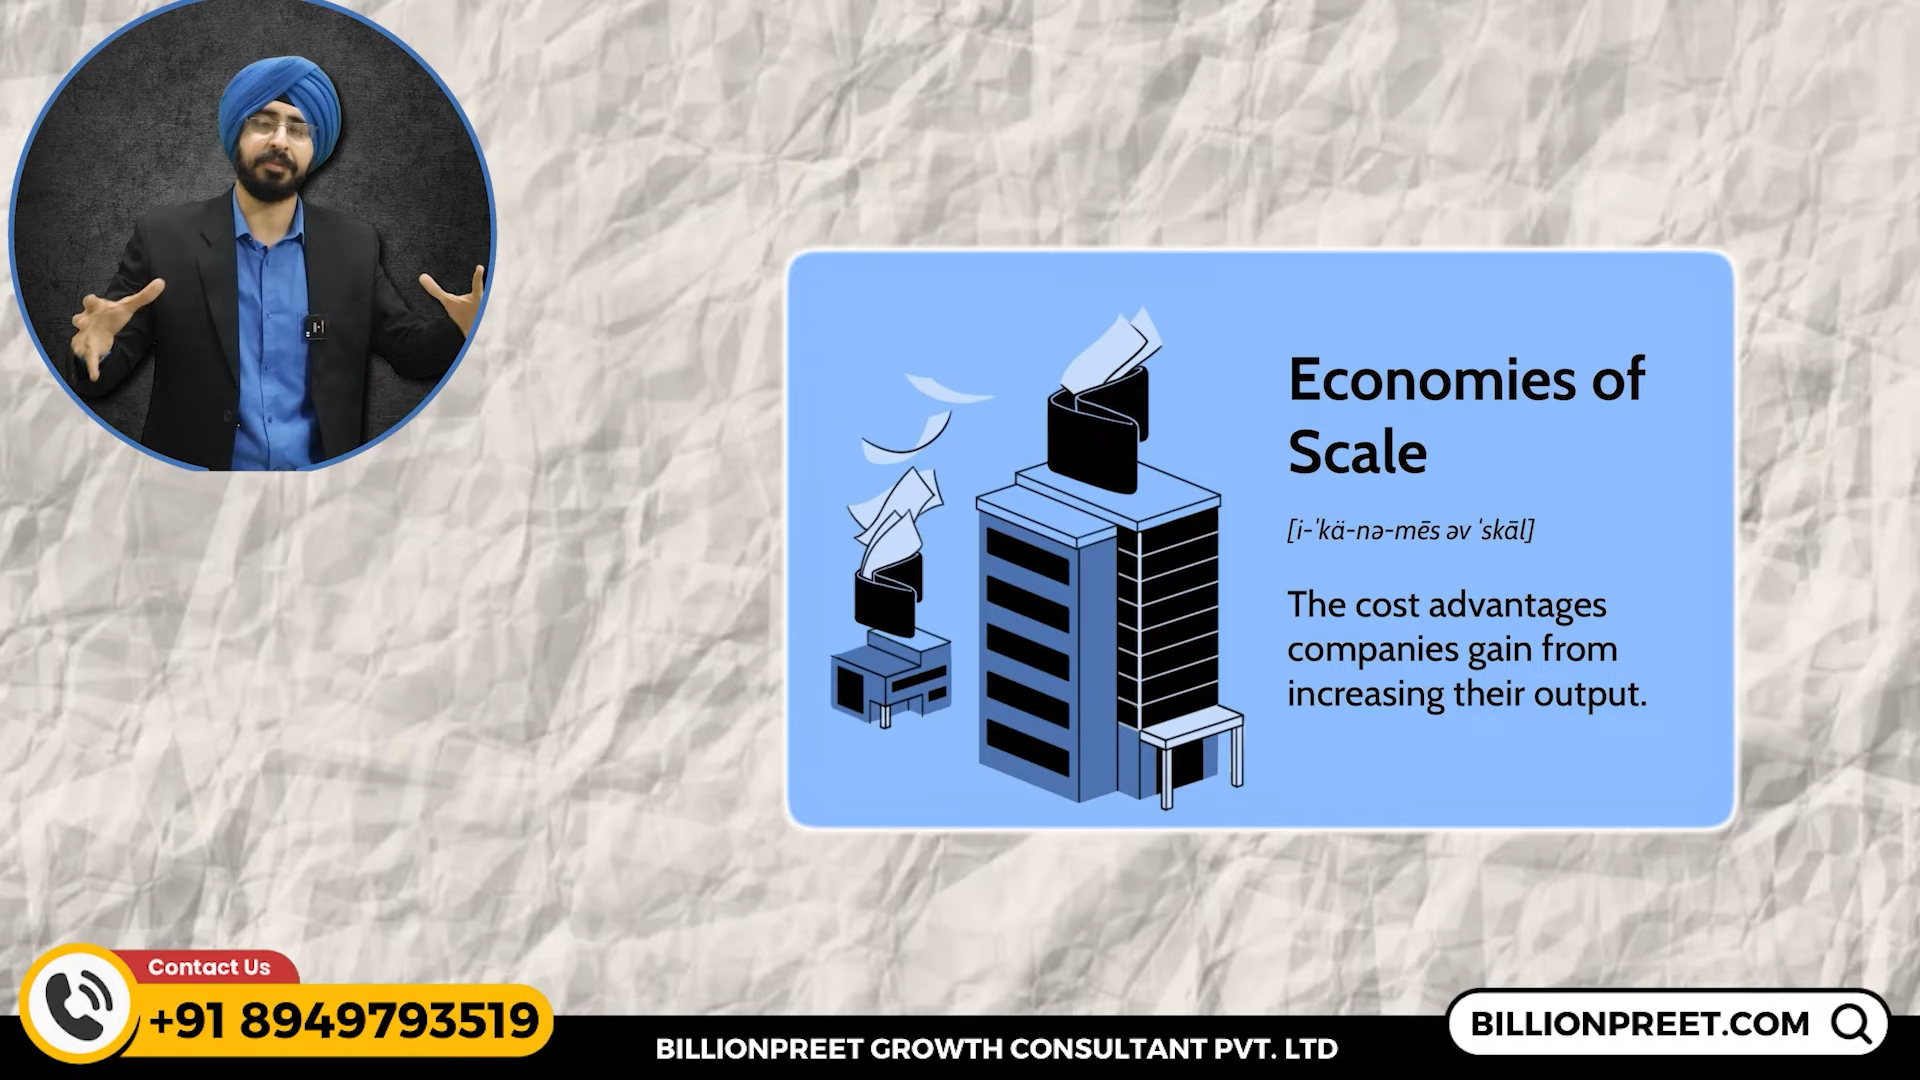 Economies of
Scale
[i-ˈkä-nə-mēs əv ˈskāl]
The cost advantages
companies gain from
increasing their output.
Contact Us
+91 8949793519
BILLIONPREET GROWTH CONSULTANT PVT. LTD
BILLIONPREET.COM